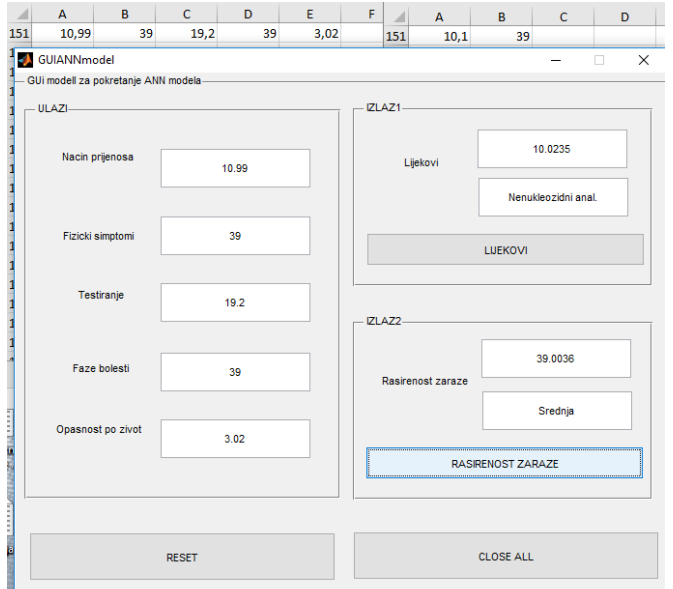 A B C D E F A B C D
151 10,99 39 19,2 39 3,02 151 10,1 39
GUIANNmodel
GUi modell za pokretanje ANN modela
ULAZI
Nacin prijenosa 10.99
Fizicki simptomi 39
Testiranje 19.2
Faze bolesti 39
Opasnost po zivot 3.02
IZLAZ1
Lijekovi 10.0235
Nenukleozidni anal.
LIJEKOVI
IZLAZ2
Rasirenost zaraze 39.0036
Srednja
RASIRENOST ZARAZE
RESET
CLOSE ALL